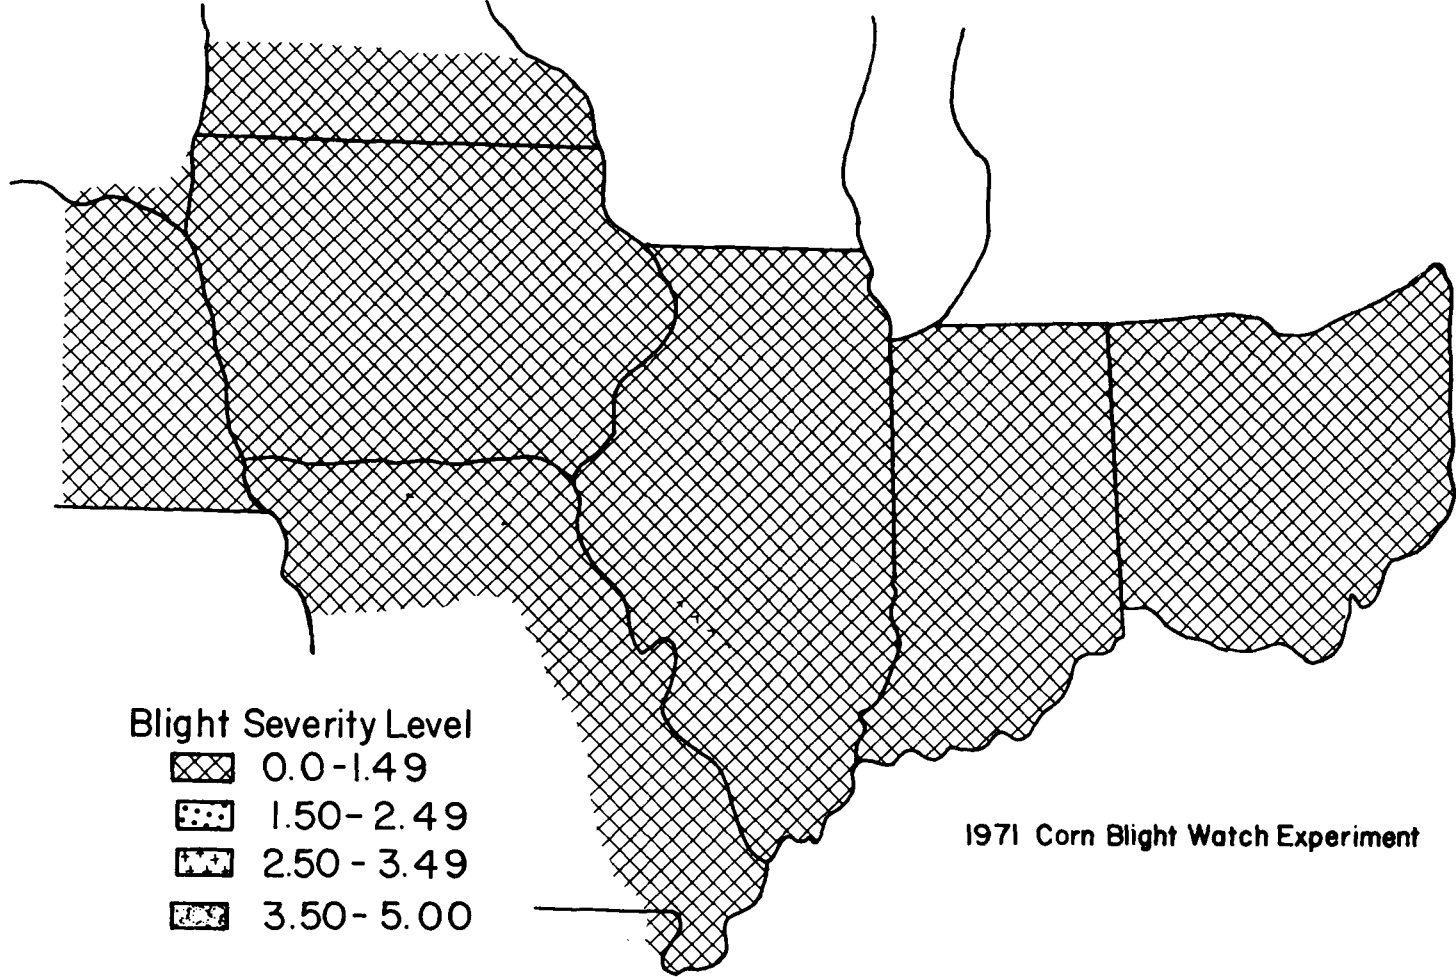 Blight Severity Level
0.0-1.49
1.50-2.49
2.50-3.49
3.50-5.00
1971 Corn Blight Watch Experiment